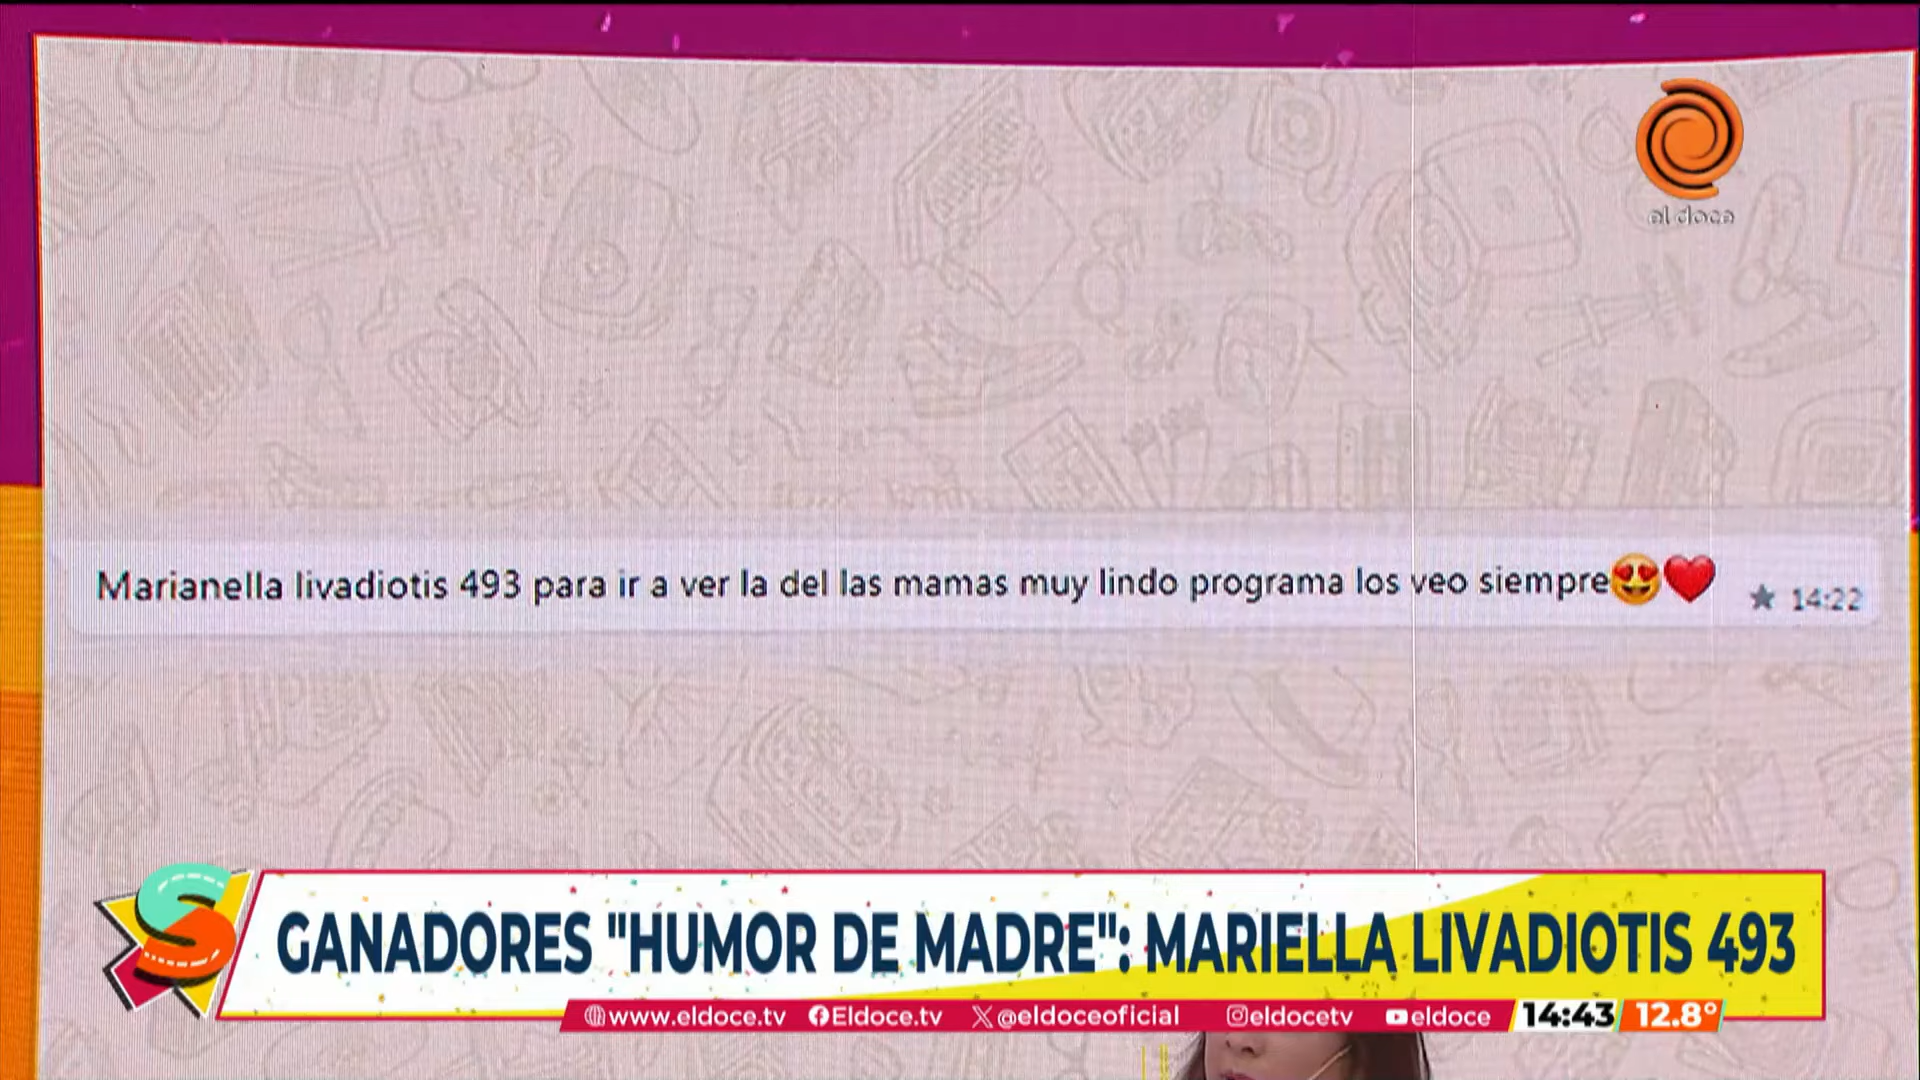 el doce
Marianella livadiotis 493 para ir a ver la del las mamas muy lindo programa los veo siempre😍❤️ ★ 14:22
GANADORES "HUMOR DE MADRE": MARIELLA LIVADIOTIS 493
www.eldoce.tv Eldoce.tv @eldoceoficial eldocetv eldoce 14:43 12.8°